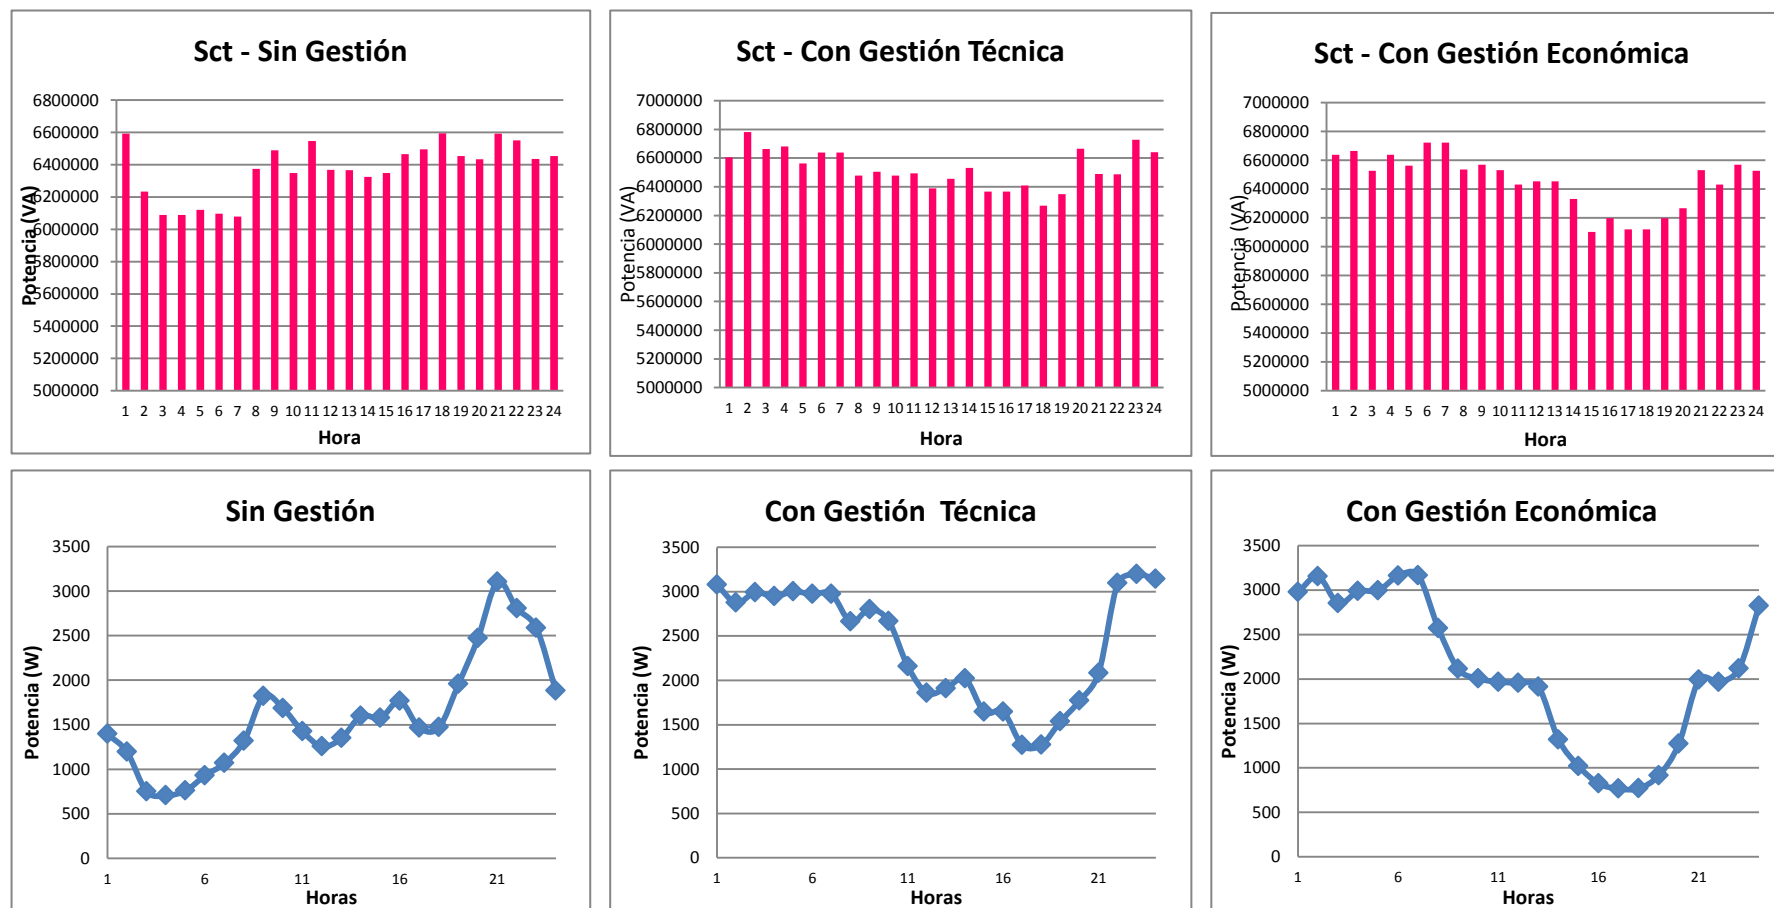 Sct - Sin Gestión
Potencia (VA)
6800000
6600000
6400000
6200000
6000000
5800000
5600000
5400000
5200000
5000000
1 2 3 4 5 6 7 8 9 10 11 12 13 14 15 16 17 18 19 20 21 22 23 24
Hora
Sct - Con Gestión Técnica
Potencia (VA)
7000000
6800000
6600000
6400000
6200000
6000000
5800000
5600000
5400000
5200000
5000000
1 2 3 4 5 6 7 8 9 10 11 12 13 14 15 16 17 18 19 20 21 22 23 24
Hora
Sct - Con Gestión Económica
Potencia (VA)
7000000
6800000
6600000
6400000
6200000
6000000
5800000
5600000
5400000
5200000
5000000
1 2 3 4 5 6 7 8 9 10 11 12 13 14 15 16 17 18 19 20 21 22 23 24
Hora
Sin Gestión
Potencia (W)
3500
3000
2500
2000
1500
1000
500
0
1 6 11 16 21
Horas
Con Gestión Técnica
Potencia (W)
3500
3000
2500
2000
1500
1000
500
0
1 6 11 16 21
Horas
Con Gestión Económica
Potencia (W)
3500
3000
2500
2000
1500
1000
500
0
1 6 11 16 21
Horas